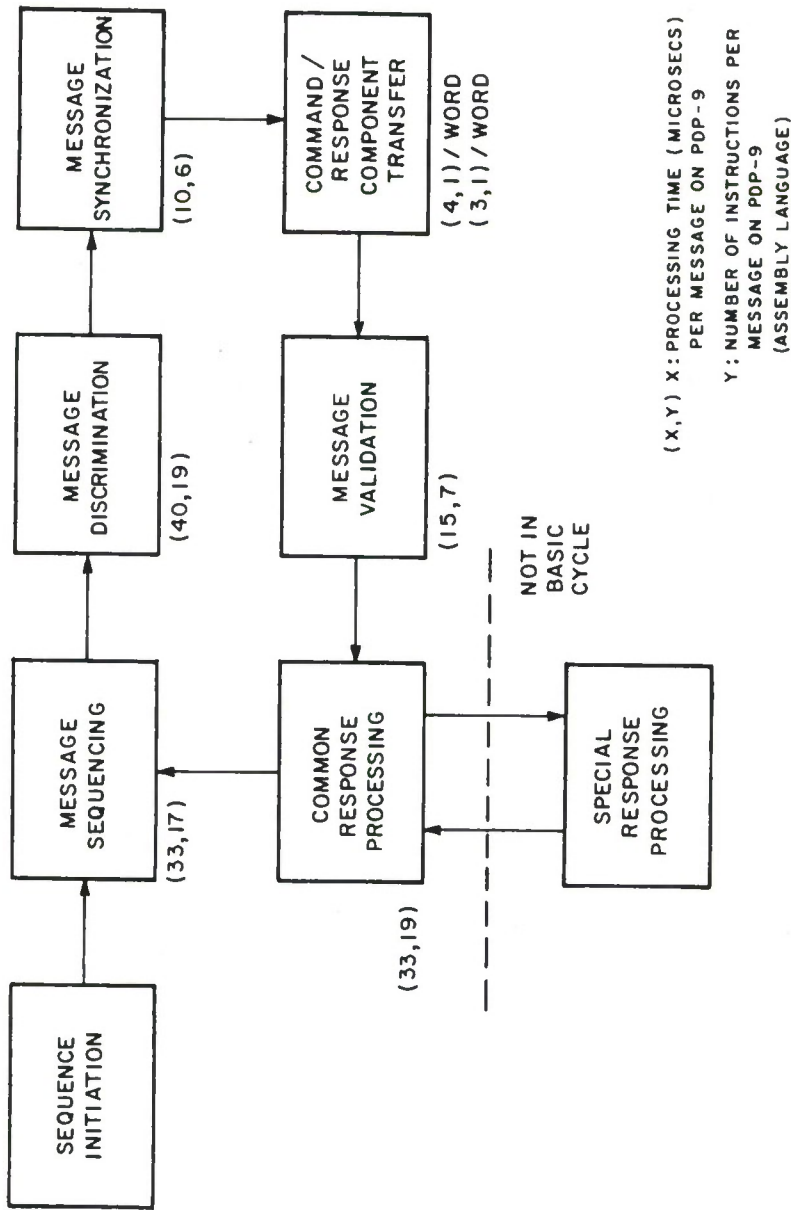 SEQUENCE
INITIATION
MESSAGE
SEQUENCING
(33,17)
MESSAGE
DISCRIMINATION
(40,19)
MESSAGE
SYNCHRONIZATION
(10,6)
COMMAND/
RESPONSE
COMPONENT
TRANSFER
(4,1)/WORD
(3,1)/WORD
MESSAGE
VALIDATION
(15,7)
COMMON
RESPONSE
PROCESSING
(33,19)
NOT IN
BASIC
CYCLE
SPECIAL
RESPONSE
PROCESSING
(X,Y) X: PROCESSING TIME (MICROSECS)
PER MESSAGE ON PDP-9
Y: NUMBER OF INSTRUCTIONS PER
MESSAGE ON PDP-9
(ASSEMBLY LANGUAGE)